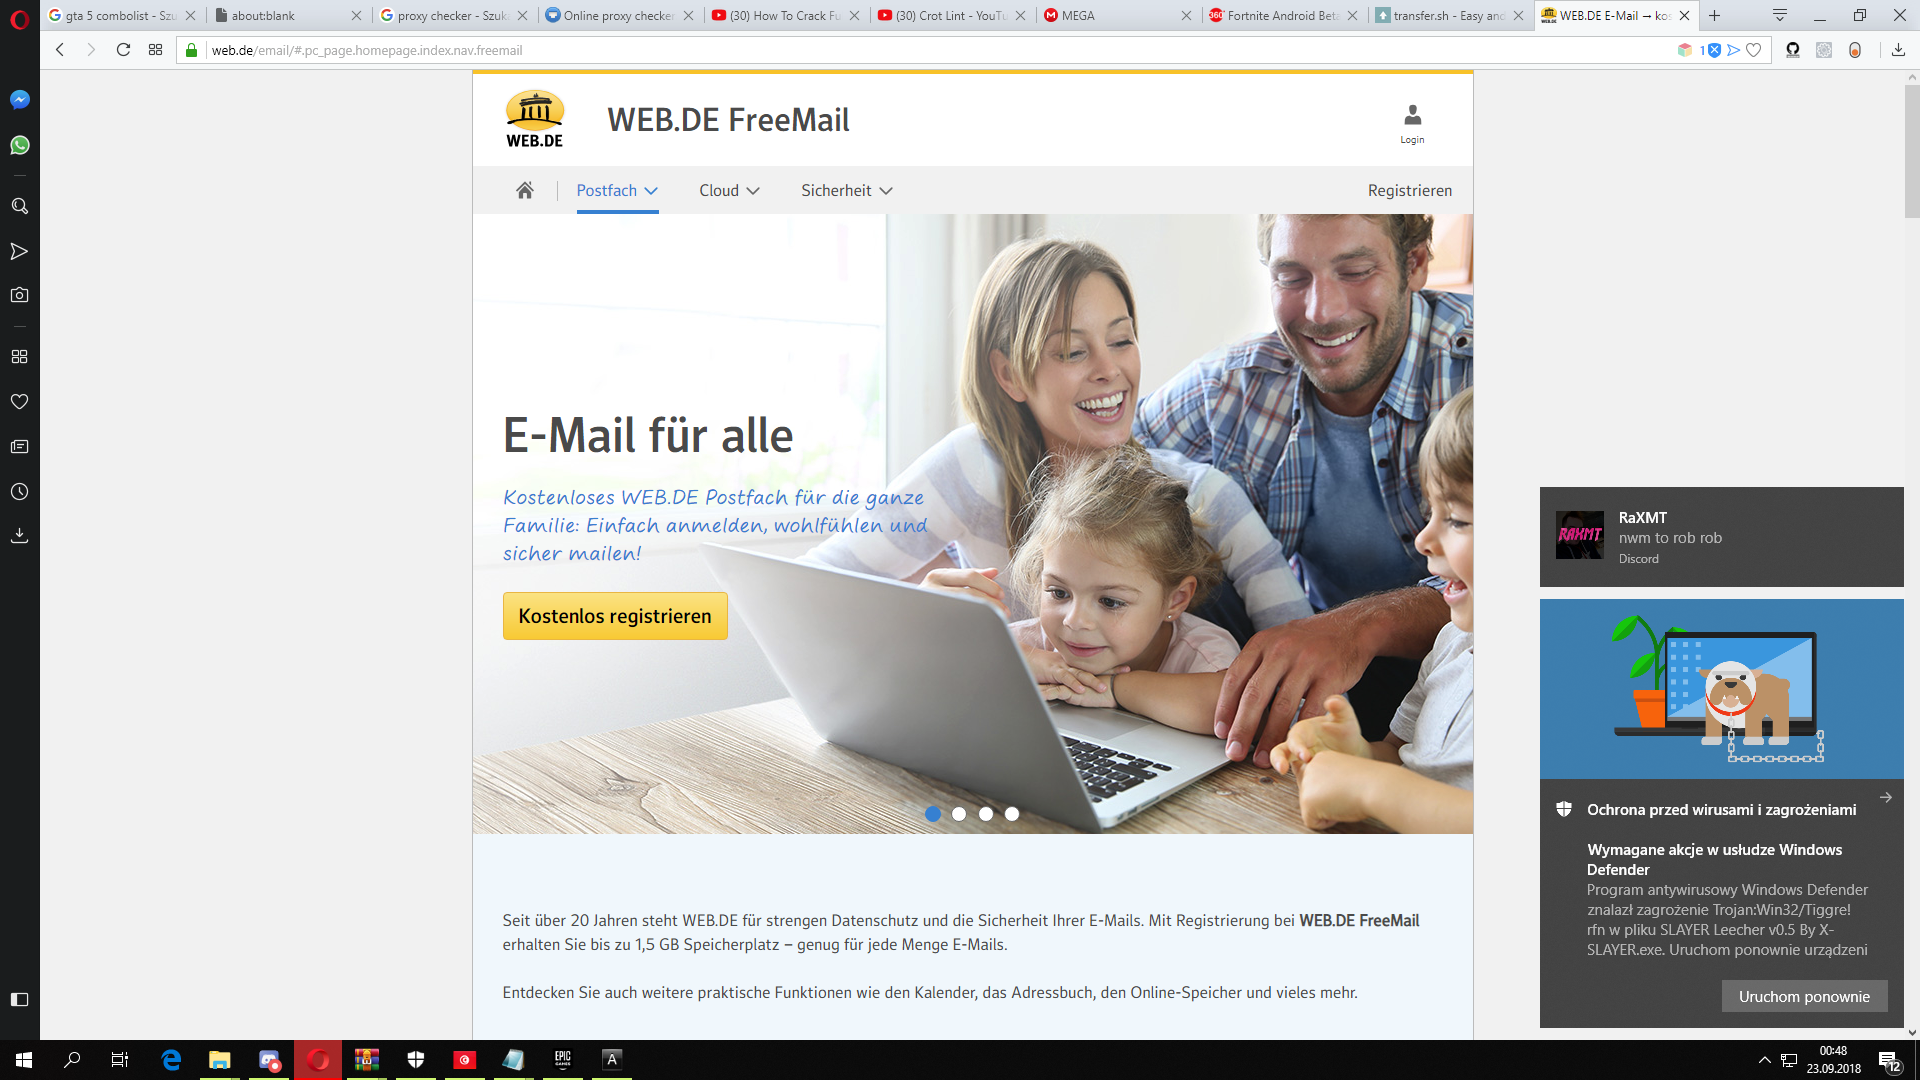 gta 5 combolist - Szu
about:blank
proxy checker - Szuk
Online proxy checker
(30) How To Crack Fu
(30) Crot Lint - YouTu
MEGA
Fortnite Android Beta
transfer.sh - Easy and
WEB.DE E-Mail → kos
web.de/email/#.pc_page.homepage.index.nav.freemail
1
WEB.DE
WEB.DE FreeMail
Login
Postfach
Cloud
Sicherheit
Registrieren
E-Mail für alle
Kostenloses WEB.DE Postfach für die ganze
Familie: Einfach anmelden, wohlfühlen und
sicher mailen!
Kostenlos registrieren
Seit über 20 Jahren steht WEB.DE für strengen Datenschutz und die Sicherheit Ihrer E-Mails. Mit Registrierung bei WEB.DE FreeMail
erhalten Sie bis zu 1,5 GB Speicherplatz – genug für jede Menge E-Mails.
Entdecken Sie auch weitere praktische Funktionen wie den Kalender, das Adressbuch, den Online-Speicher und vieles mehr.
RAXMT
RaXMT
nwm to rob rob
Discord
Ochrona przed wirusami i zagrożeniami
Wymagane akcje w usłudze Windows
Defender
Program antywirusowy Windows Defender
znalazł zagrożenie Trojan:Win32/Tiggre!
rfn w pliku SLAYER Leecher v0.5 By X-
SLAYER.exe. Uruchom ponownie urządzeni
Uruchom ponownie
EPIC
GAMES
A
00:48
23.09.2018
12